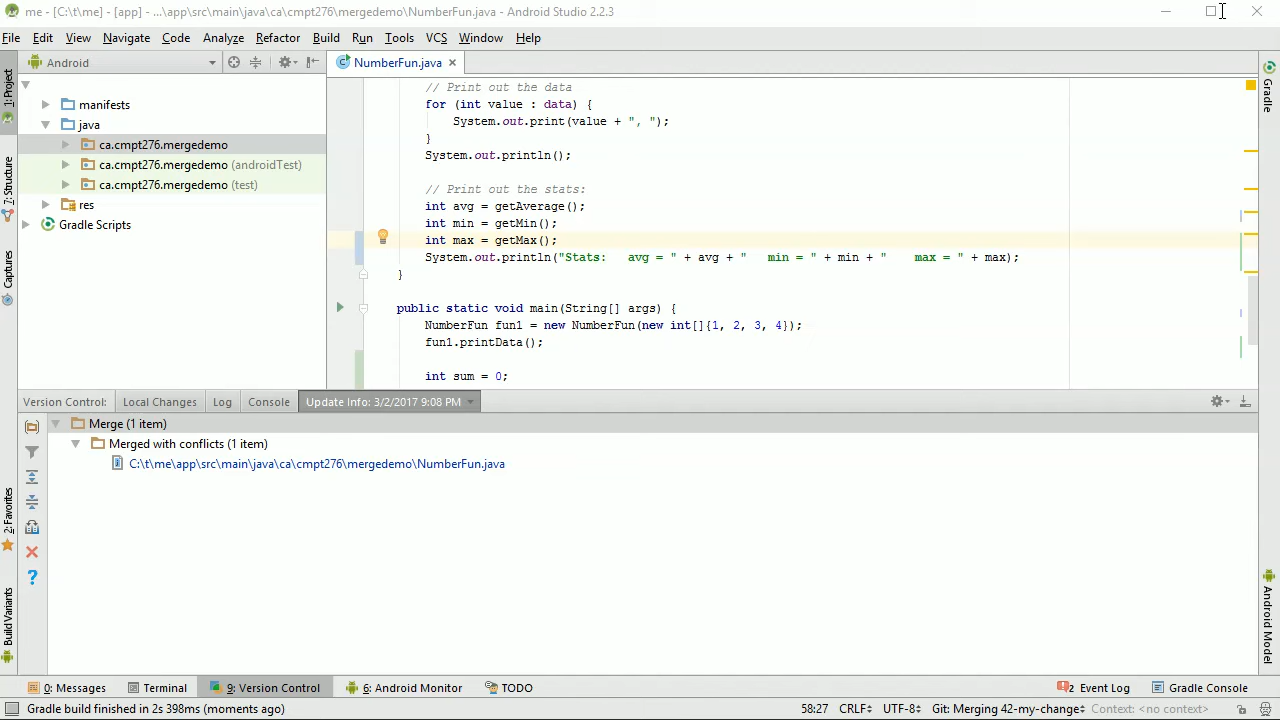 me - [C:\t\me] - [app] - ...\app\src\main\java\ca\cmpt276\mergedemo\NumberFun.java - Android Studio 2.2.3
File Edit View Navigate Code Analyze Refactor Build Run Tools VCS Window Help
Android
NumberFun.java
1: Project
7: Structure
Captures
2: Favorites
Build Variants
manifests
java
ca.cmpt276.mergedemo
ca.cmpt276.mergedemo (androidTest)
ca.cmpt276.mergedemo (test)
res
Gradle Scripts
// Print out the data
for (int value : data) {
System.out.print(value + ", ");
}
System.out.println();
// Print out the stats:
int avg = getAverage();
int min = getMin();
int max = getMax();
System.out.println("Stats:   avg = " + avg + "   min = " + min + "    max = " + max);
}
public static void main(String[] args) {
NumberFun fun1 = new NumberFun(new int[]{1, 2, 3, 4});
fun1.printData();
int sum = 0;
Gradle
Android Model
Version Control: Local Changes Log Console Update Info: 3/2/2017 9:08 PM
Merge (1 item)
Merged with conflicts (1 item)
C:\t\me\app\src\main\java\ca\cmpt276\mergedemo\NumberFun.java
0: Messages Terminal 9: Version Control 6: Android Monitor TODO 2 Event Log Gradle Console
Gradle build finished in 2s 398ms (moments ago) 58:27 CRLF UTF-8 Git: Merging 42-my-change Context: <no context>